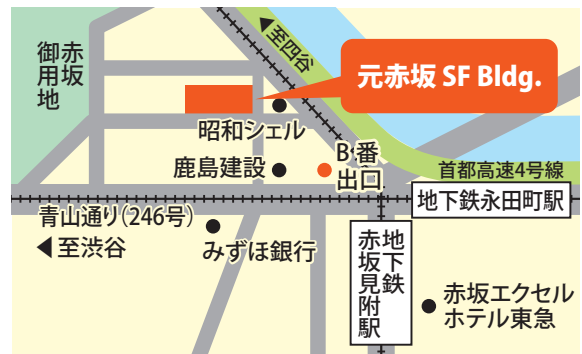 赤坂
御用地
◀至四谷
元赤坂 SF Bldg.
昭和シェル
鹿島建設
B番
出口
首都高速4号線
地下鉄永田町駅
青山通り(246号)
◀至渋谷
みずほ銀行
地下鉄
赤坂見附駅
赤坂エクセル
ホテル東急